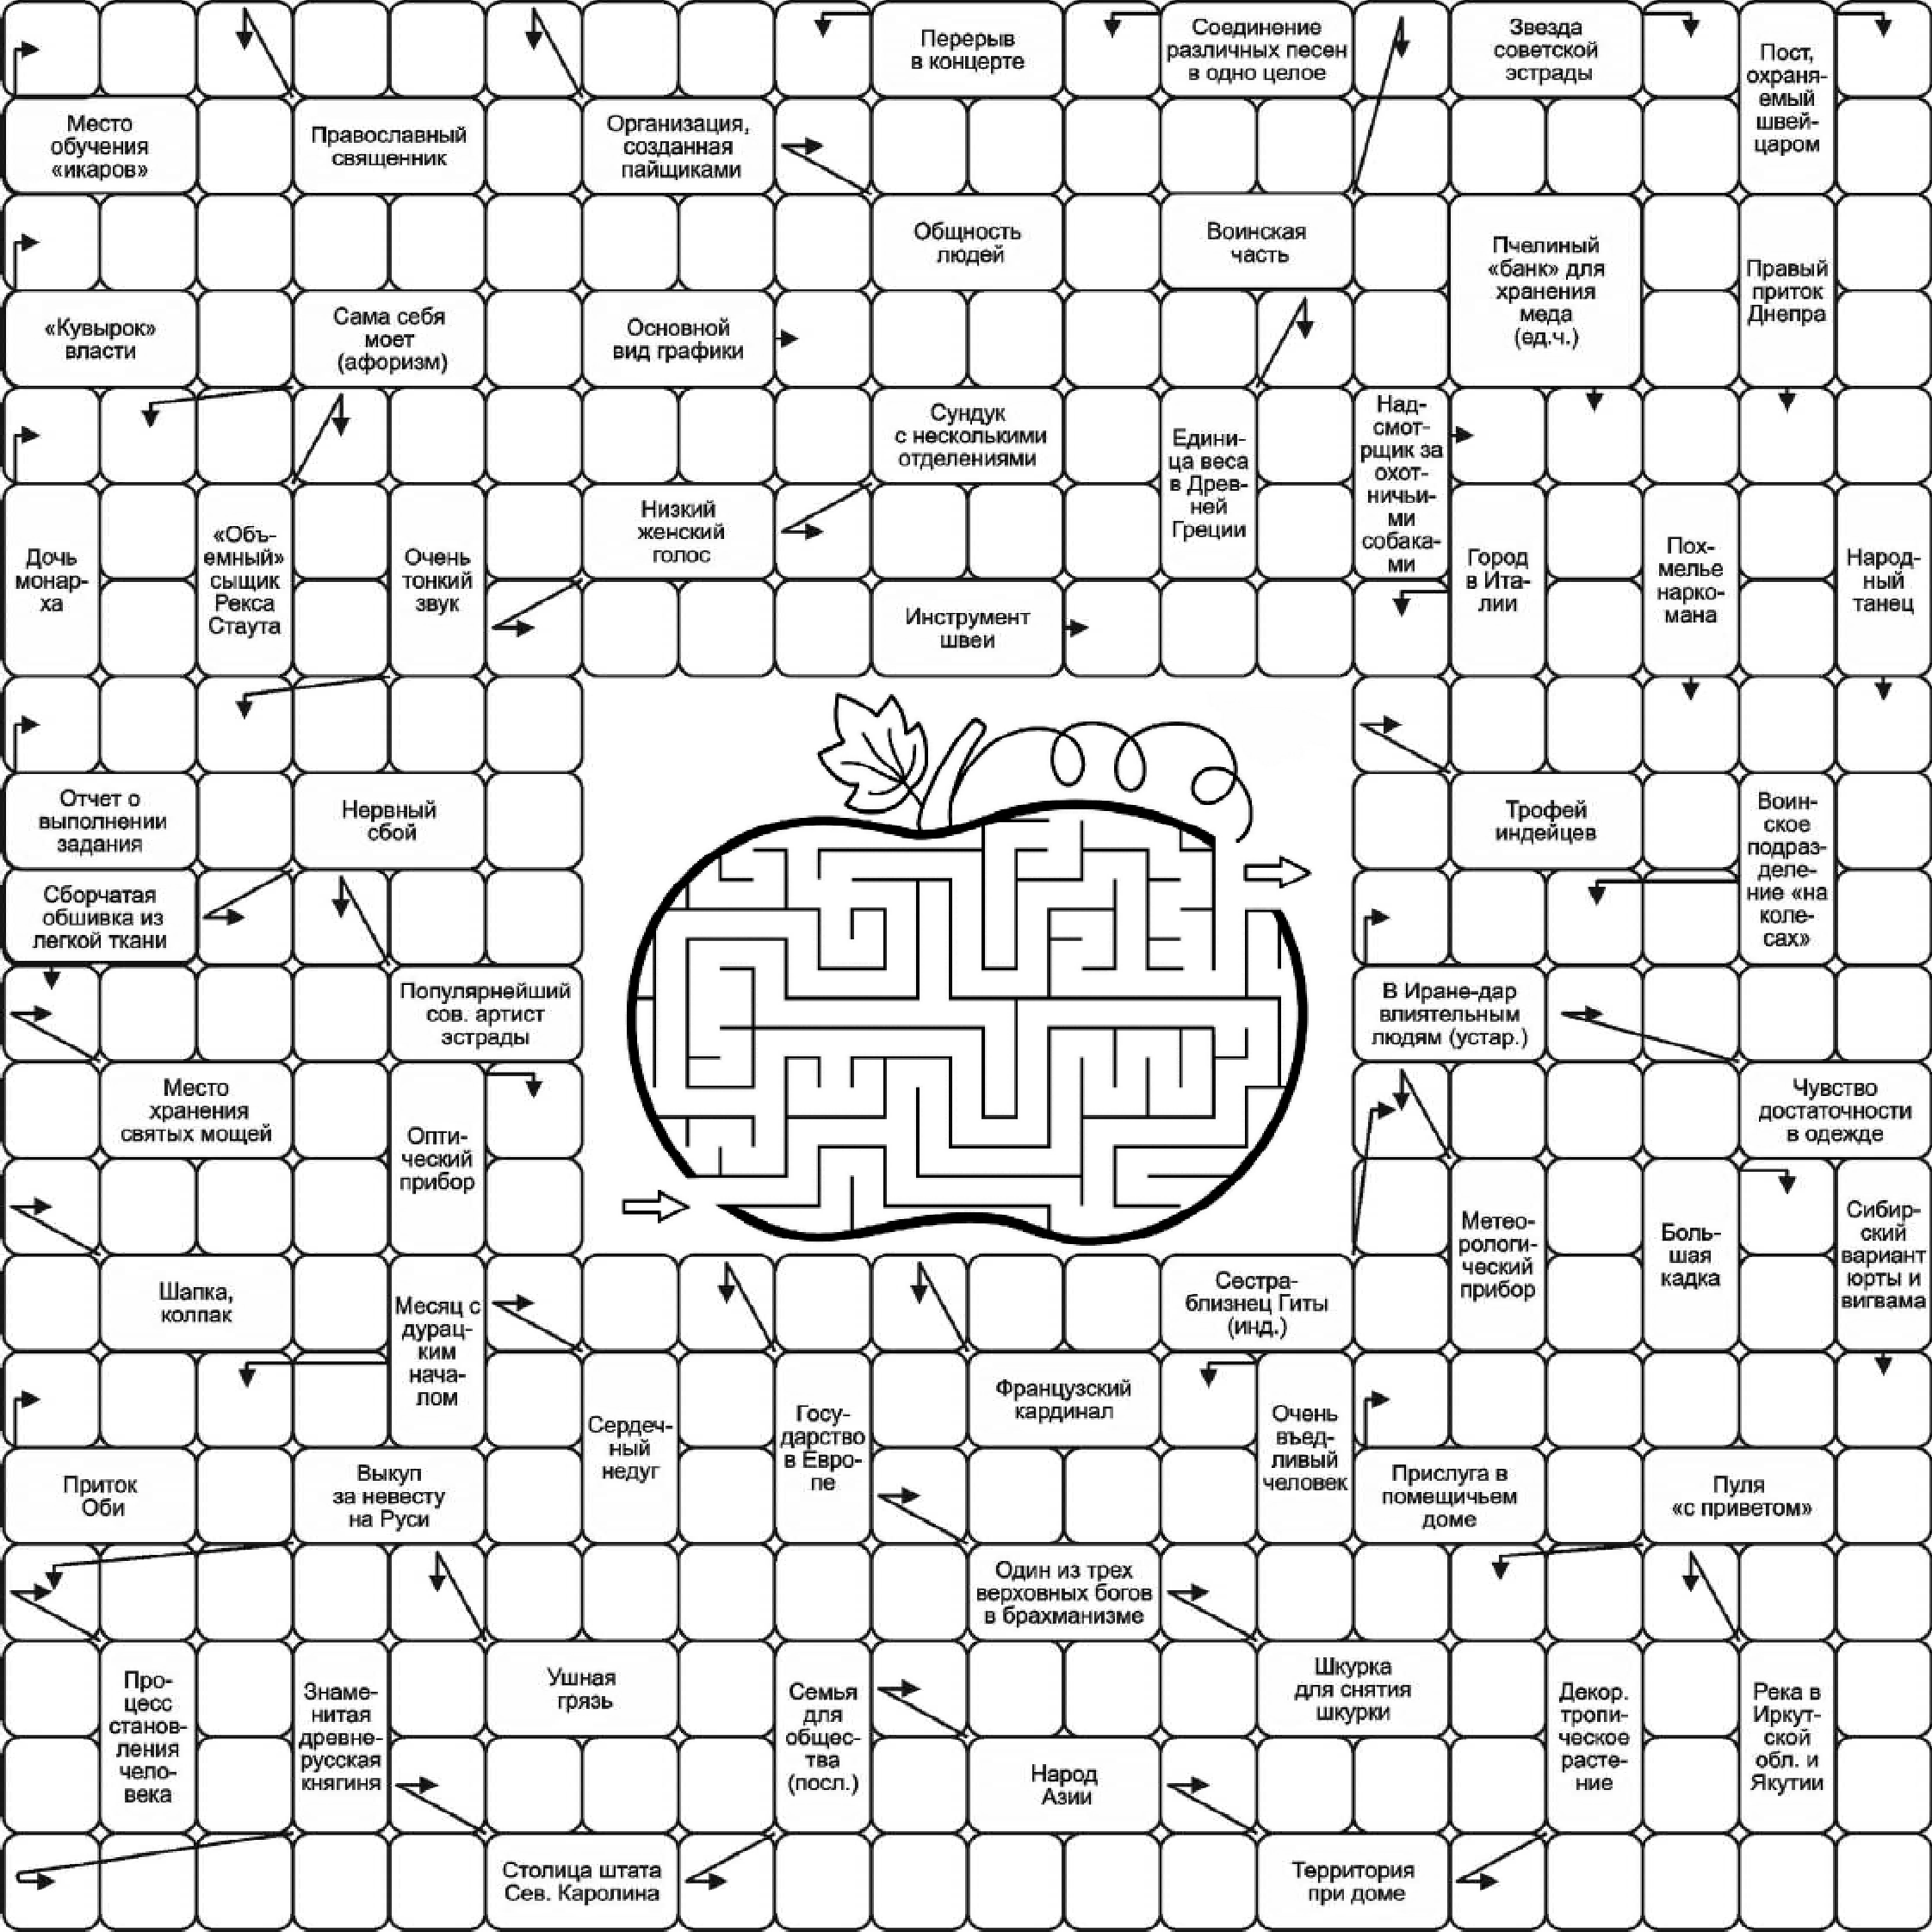 Перерыв
в концерте
Соединение
различных песен
в одно целое
Звезда
советской
эстрады
Пост,
охраня-
емый
швей-
царом
Место
обучения
«икаров»
Православный
священник
Организация,
созданная
пайщиками
Общность
людей
Воинская
часть
Пчелиный
«банк» для
хранения
меда
(ед.ч.)
Правый
приток
Днепра
«Кувырок»
власти
Сама себя
моет
(афоризм)
Основной
вид графики
Сундук
с несколькими
отделениями
Едини-
ца веса
в Древ-
ней
Греции
Над-
смот-
рщик за
охот-
ничьи-
ми
собака-
ми
Дочь
монар-
ха
«Объ-
емный»
сыщик
Рекса
Стаута
Очень
тонкий
звук
Низкий
женский
голос
Город
в Ита-
лии
Пох-
мелье
нарко-
мана
Народ-
ный
танец
Инструмент
швеи
Отчет о
выполнении
задания
Нервный
сбой
Трофей
индейцев
Воин-
ское
подраз-
деле-
ние «на
коле-
сах»
Сборчатая
обшивка из
легкой ткани
Популярнейший
сов. артист
эстрады
В Иране-дар
влиятельным
людям (устар.)
Место
хранения
святых мощей
Опти-
ческий
прибор
Чувство
достаточности
в одежде
Метео-
рологи-
ческий
прибор
Боль-
шая
кадка
Сибир-
ский
вариант
юрты и
вигвама
Шапка,
колпак
Месяц с
дурац-
ким
нача-
лом
Сестра-
близнец Гиты
(инд.)
Сердеч-
ный
недуг
Госу-
дарство
в Евро-
пе
Французский
кардинал
Очень
въед-
ливый
человек
Приток
Оби
Выкуп
за невесту
на Руси
Прислуга в
помещичьем
доме
Пуля
«с приветом»
Один из трех
верховных богов
в брахманизме
Про-
цесс
станов-
ления
чело-
века
Знаме-
нитая
древне-
русская
княгиня
Ушная
грязь
Семья
для
общес-
тва
(посл.)
Шкурка
для снятия
шкурки
Декор.
тропи-
ческое
расте-
ние
Река в
Иркут-
ской
обл. и
Якутии
Народ
Азии
Столица штата
Сев. Каролина
Территория
при доме